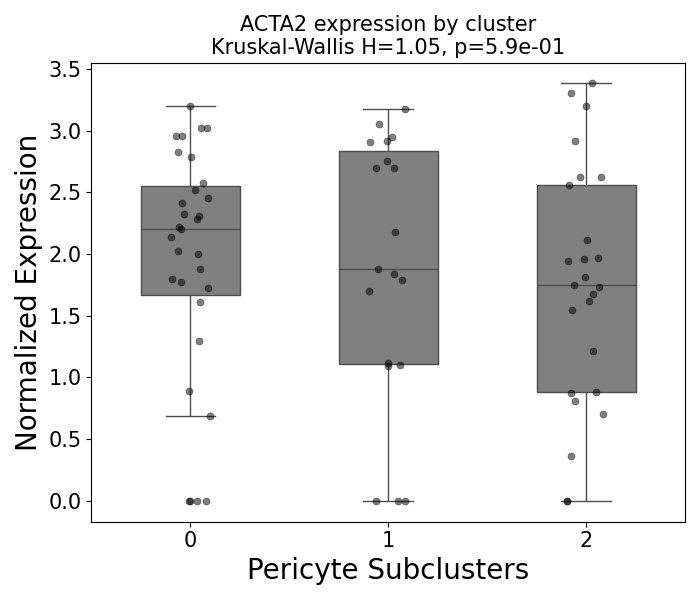 ACTA2 expression by cluster
Kruskal-Wallis H=1.05, p=5.9e-01
Normalized Expression
3.5
3.0
2.5
2.0
1.5
1.0
0.5
0.0
0 1 2
Pericyte Subclusters